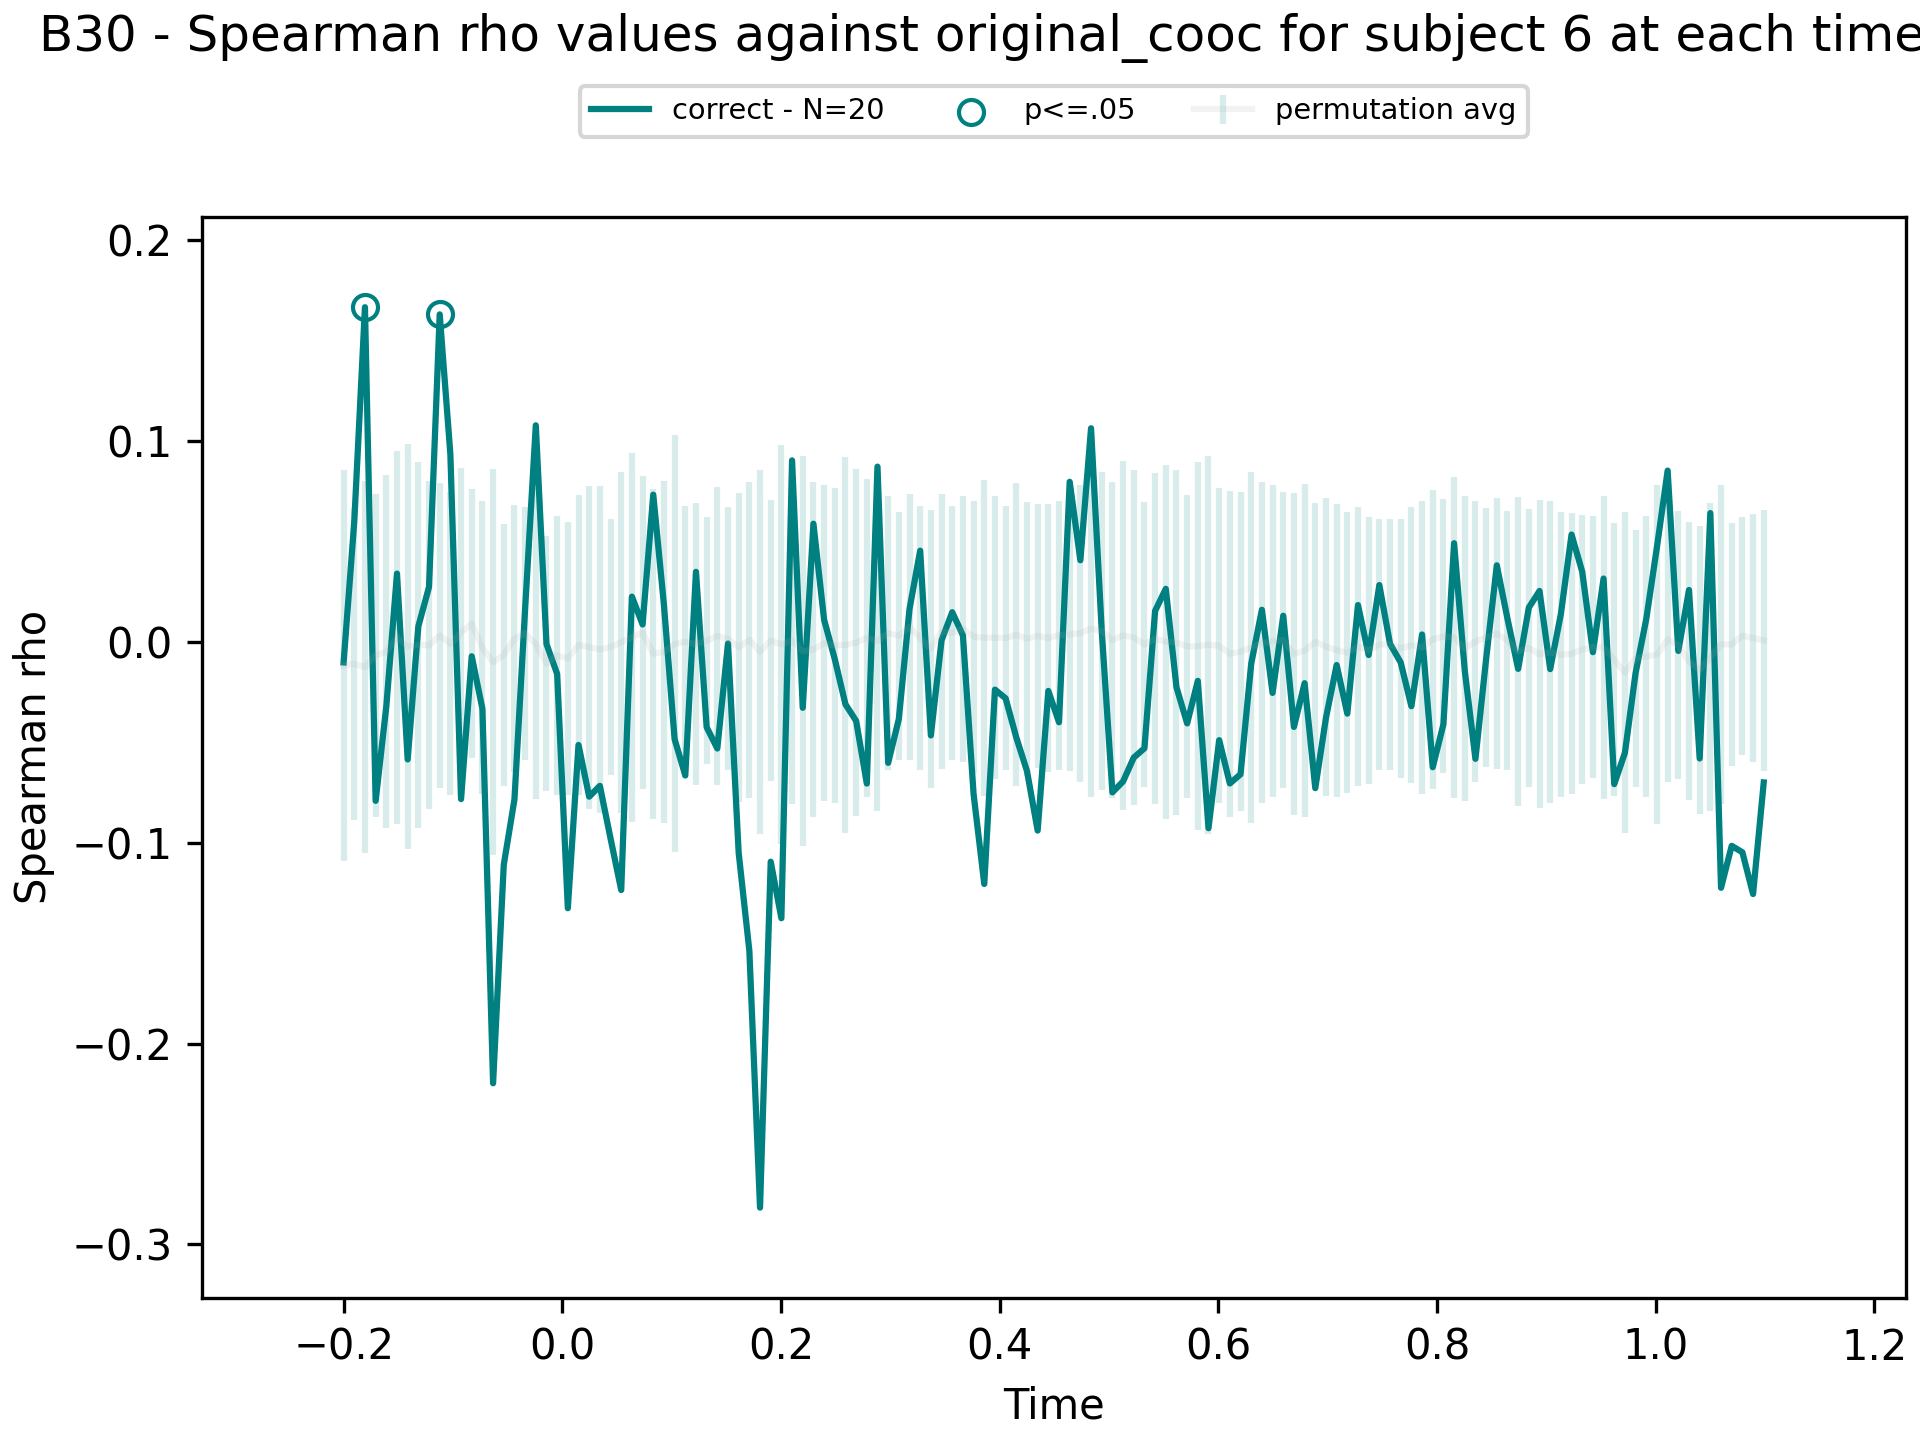 B30 - Spearman rho values against original_cooc for subject 6 at each time
correct - N=20 p<=.05 permutation avg
0.2
0.1
0.0
−0.1
−0.2
−0.3
Spearman rho
−0.2 0.0 0.2 0.4 0.6 0.8 1.0 1.2
Time